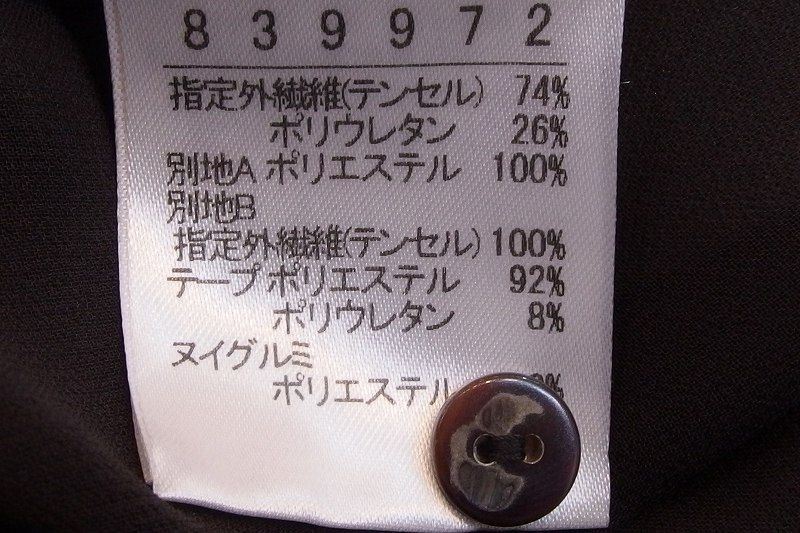 839972
指定外繊維(テンセル) 74%
ポリウレタン 26%
別地A ポリエステル 100%
別地B
指定外繊維(テンセル) 100%
テープ ポリエステル 92%
ポリウレタン 8%
ヌイグルミ
ポリエステル